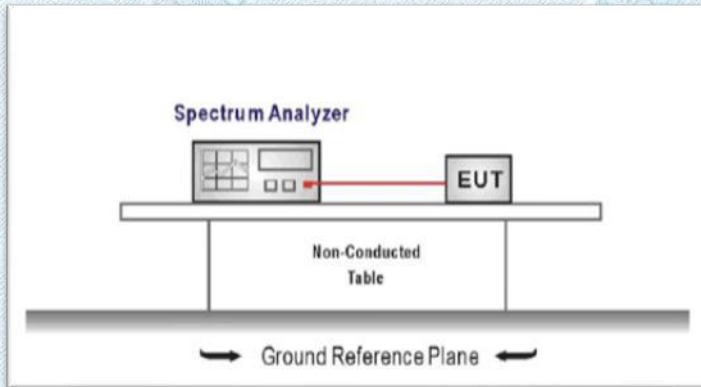 Spectrum Analyzer
EUT
Non-Conducted
Table
Ground Reference Plane